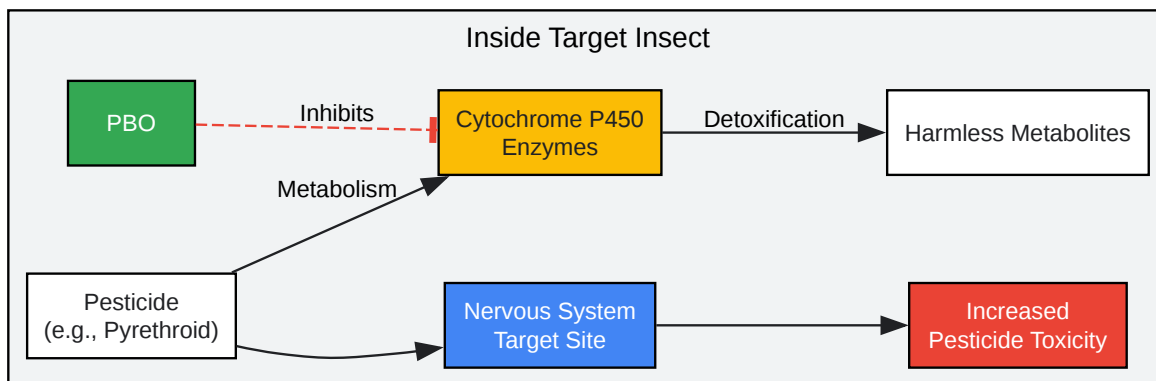 Inside Target Insect
PBO
Inhibits
Cytochrome P450
Enzymes
Detoxification
Harmless Metabolites
Metabolism
Pesticide
(e.g., Pyrethroid)
Nervous System
Target Site
Increased
Pesticide Toxicity